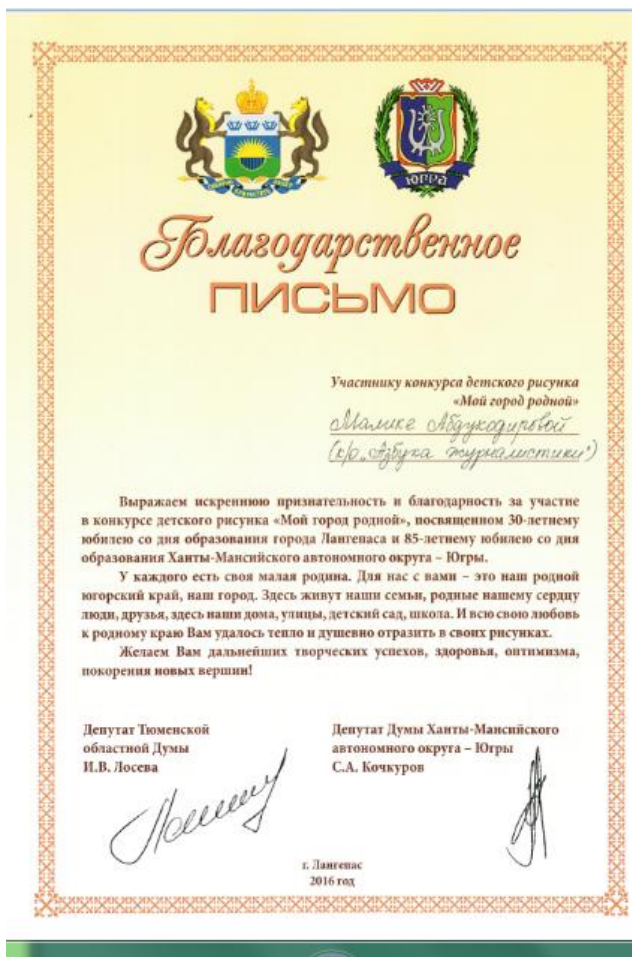 ЮГРА
Благодарственное
ПИСЬМО
Участнику конкурса детского рисунка
«Мой город родной»
Малике Абдукодировой
(к/о „Азбука журналистики")
Выражаем искреннюю признательность и благодарность за участие
в конкурсе детского рисунка «Мой город родной», посвященном 30-летнему
юбилею со дня образования города Лангепаса и 85-летнему юбилею со дня
образования Ханты-Мансийского автономного округа – Югры.
У каждого есть своя малая родина. Для нас с вами – это наш родной
югорский край, наш город. Здесь живут наши семьи, родные нашему сердцу
люди, друзья, здесь наши дома, улицы, детский сад, школа. И всю свою любовь
к родному краю Вам удалось тепло и душевно отразить в своих рисунках.
Желаем Вам дальнейших творческих успехов, здоровья, оптимизма,
покорения новых вершин!
Депутат Тюменской
областной Думы
И.В. Лосева
Депутат Думы Ханты-Мансийского
автономного округа – Югры
С.А. Кочкуров
г. Лангепас
2016 год